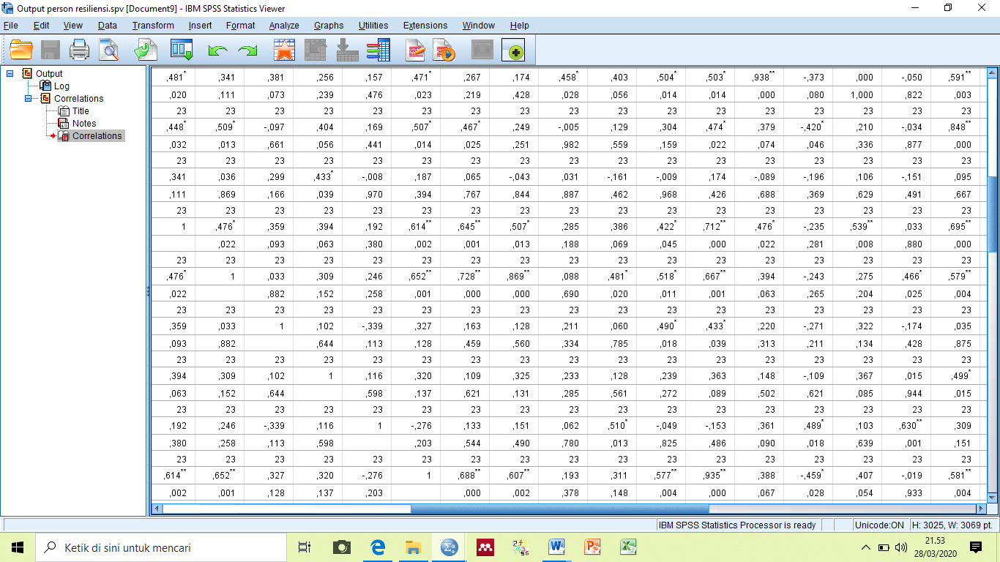 Output person resiliensi.spv [Document9] - IBM SPSS Statistics Viewer
File Edit View Data Transform Insert Format Analyze Graphs Utilities Extensions Window Help
Output
Log
Correlations
Title
Notes
Correlations
,481* ,341 ,381 ,256 ,157 ,471* ,267 ,174 ,458* ,403 ,504* ,503* ,938** -,373 ,000 -,050 ,591**
,020 ,111 ,073 ,239 ,476 ,023 ,219 ,428 ,028 ,056 ,014 ,014 ,000 ,080 1,000 ,822 ,003
23 23 23 23 23 23 23 23 23 23 23 23 23 23 23 23 23
,448* ,509* -,097 ,404 ,169 ,507* ,467* ,249 -,005 ,129 ,304 ,474* ,379 -,420* ,210 -,034 ,848**
,032 ,013 ,661 ,056 ,441 ,014 ,025 ,251 ,982 ,559 ,159 ,022 ,074 ,046 ,336 ,877 ,000
23 23 23 23 23 23 23 23 23 23 23 23 23 23 23 23 23
,341 ,036 ,299 ,433* -,008 ,187 ,065 -,043 ,031 -,161 -,009 ,174 -,089 -,196 ,106 -,151 ,095
,111 ,869 ,166 ,039 ,970 ,394 ,767 ,844 ,887 ,462 ,968 ,426 ,688 ,369 ,629 ,491 ,667
23 23 23 23 23 23 23 23 23 23 23 23 23 23 23 23 23
1 ,476* ,359 ,394 ,192 ,614** ,645** ,507* ,285 ,386 ,422* ,712** ,476* -,235 ,539** ,033 ,695**
,022 ,093 ,063 ,380 ,002 ,001 ,013 ,188 ,069 ,045 ,000 ,022 ,281 ,008 ,880 ,000
23 23 23 23 23 23 23 23 23 23 23 23 23 23 23 23 23
,476* 1 ,033 ,309 ,246 ,652** ,728** ,869** ,088 ,481* ,518* ,667** ,394 -,243 ,275 ,466* ,579**
,022 ,882 ,152 ,258 ,001 ,000 ,000 ,690 ,020 ,011 ,001 ,063 ,265 ,204 ,025 ,004
23 23 23 23 23 23 23 23 23 23 23 23 23 23 23 23 23
,359 ,033 1 ,102 -,339 ,327 ,163 ,128 ,211 ,060 ,490* ,433* ,220 -,271 ,322 -,174 ,035
,093 ,882 ,644 ,113 ,128 ,459 ,560 ,334 ,785 ,018 ,039 ,313 ,211 ,134 ,428 ,875
23 23 23 23 23 23 23 23 23 23 23 23 23 23 23 23 23
,394 ,309 ,102 1 ,116 ,320 ,109 ,325 ,233 ,128 ,239 ,363 ,148 -,109 ,367 ,015 ,499*
,063 ,152 ,644 ,598 ,137 ,621 ,131 ,285 ,561 ,272 ,089 ,502 ,621 ,085 ,944 ,015
23 23 23 23 23 23 23 23 23 23 23 23 23 23 23 23 23
,192 ,246 -,339 ,116 1 -,276 ,133 ,151 ,062 ,510* -,049 -,153 ,361 ,489* ,103 ,630** ,309
,380 ,258 ,113 ,598 ,203 ,544 ,490 ,780 ,013 ,825 ,486 ,090 ,018 ,639 ,001 ,151
23 23 23 23 23 23 23 23 23 23 23 23 23 23 23 23 23
,614** ,652** ,327 ,320 -,276 1 ,688** ,607** ,193 ,311 ,577** ,935** ,388 -,459* ,407 -,019 ,581**
,002 ,001 ,128 ,137 ,203 ,000 ,002 ,378 ,148 ,004 ,000 ,067 ,028 ,054 ,933 ,004
IBM SPSS Statistics Processor is ready Unicode:ON H: 3025, W: 3069 pt.
Ketik di sini untuk mencari
21.53
28/03/2020